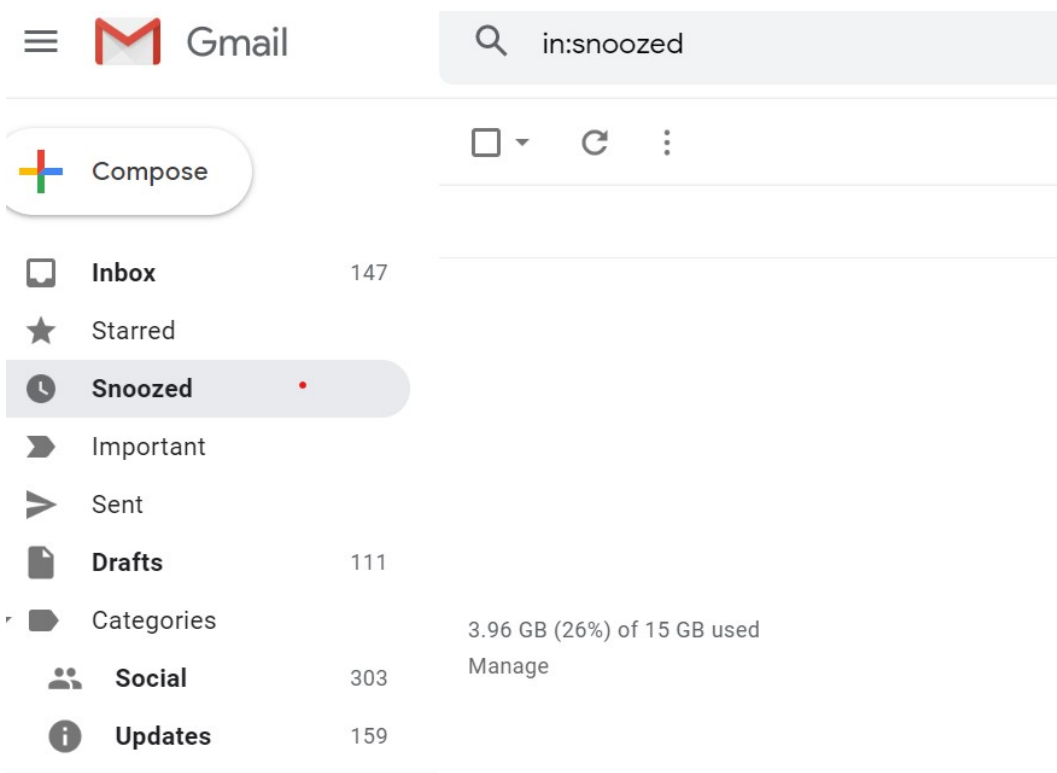 Gmail
in:snoozed
Compose
Inbox 147
Starred
Snoozed
Important
Sent
Drafts 111
Categories
Social 303
Updates 159
3.96 GB (26%) of 15 GB used
Manage